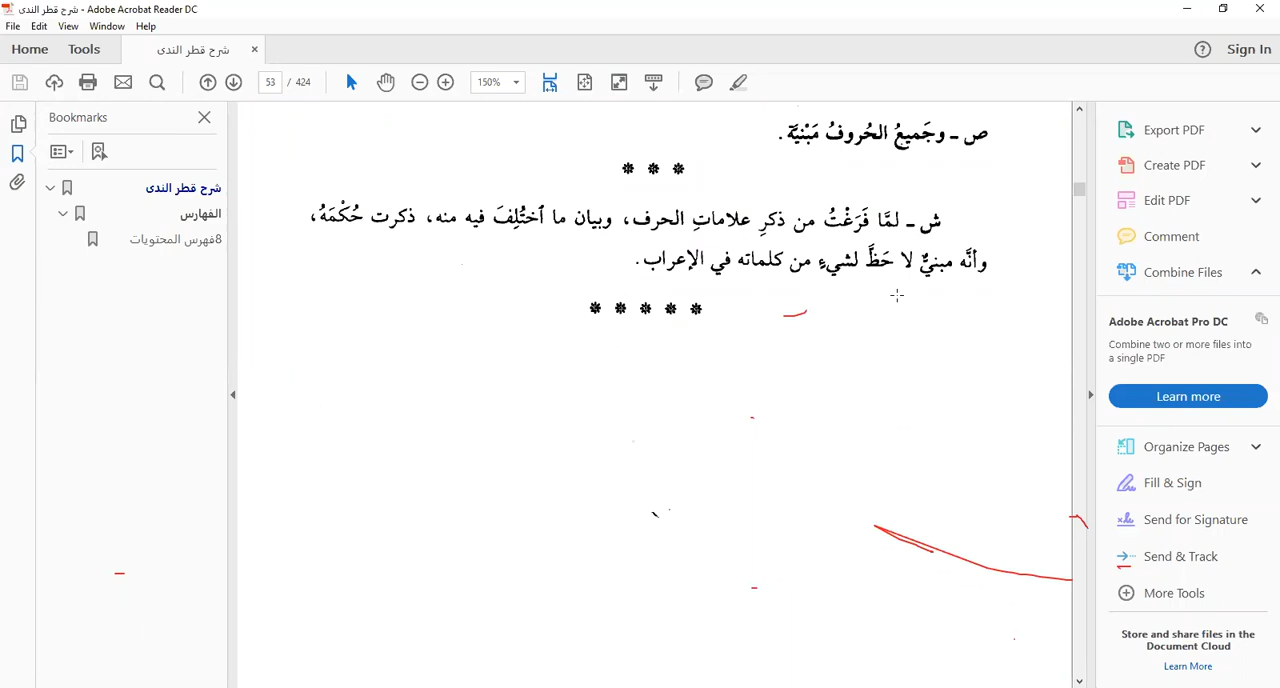 شرح قطر الندى - Adobe Acrobat Reader DC
File Edit View Window Help
Home Tools شرح قطر الندى × Sign In
53 / 424 150%
Bookmarks
شرح قطر الندى
الفهارس
8فهرس المحتويات
ص ـ وجَميعُ الحُروفُ مَبْنيَّة .
* * *
ش ـ لمَّا فَرَغْتُ من ذكرِ علاماتِ الحرف، وبيان ما ٱختُلِفَ فيه منه، ذكرت حُكْمَهُ،
وأنَّه مبنيٌّ لا حَظَّ لشيءٍ من كلماته في الإعراب.
* * * * *
Export PDF
Create PDF
Edit PDF
Comment
Combine Files
Adobe Acrobat Pro DC
Combine two or more files into
a single PDF
Learn more
Organize Pages
Fill & Sign
Send for Signature
Send & Track
More Tools
Store and share files in the
Document Cloud
Learn More